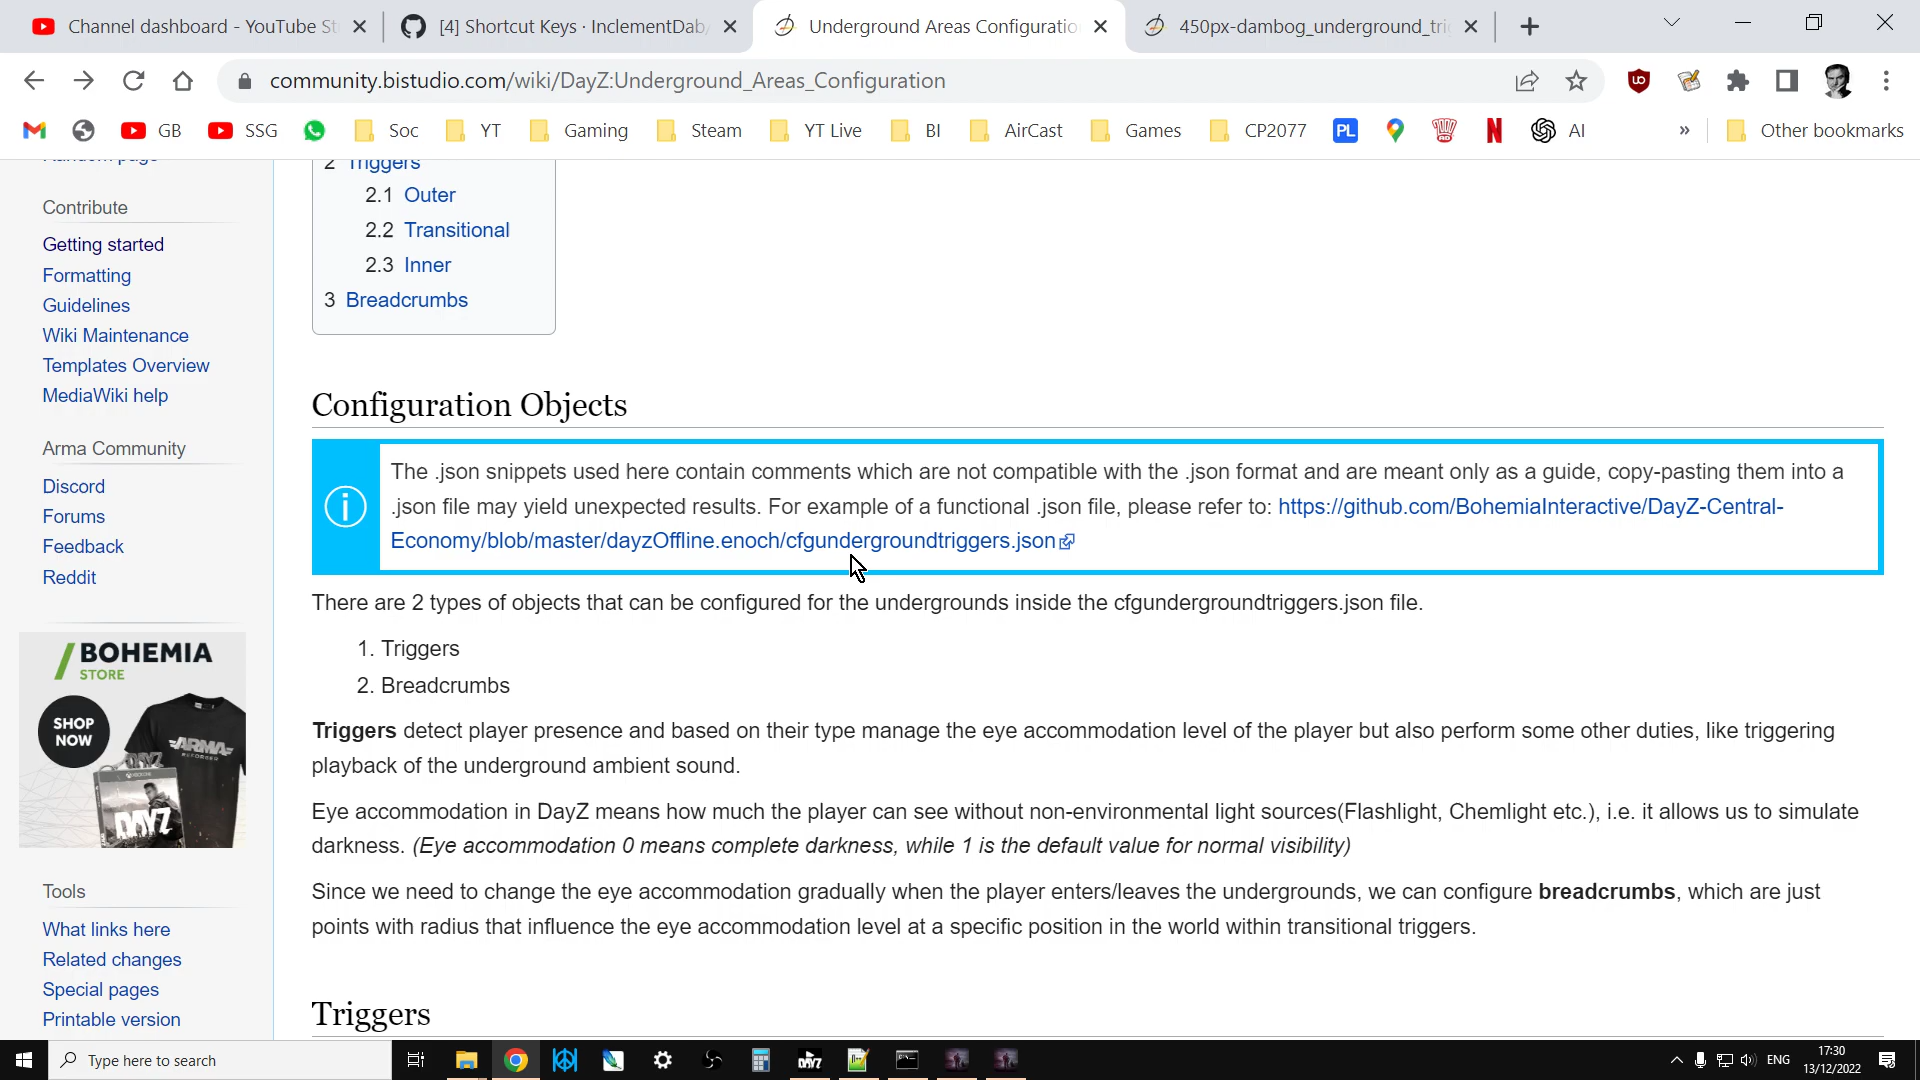 Channel dashboard - YouTube St
[4] Shortcut Keys · InclementDab/
Underground Areas Configuratio
450px-dambog_underground_tri
community.bistudio.com/wiki/DayZ:Underground_Areas_Configuration
GB
SSG
Soc
YT
Gaming
Steam
YT Live
BI
AirCast
Games
CP2077
PL
N
AI
»
Other bookmarks
Random page
Contribute
Getting started
Formatting
Guidelines
Wiki Maintenance
Templates Overview
MediaWiki help
Arma Community
Discord
Forums
Feedback
Reddit
BOHEMIA
STORE
SHOP
NOW
ARMA
DAYZ
Tools
What links here
Related changes
Special pages
Printable version
2 Triggers
2.1 Outer
2.2 Transitional
2.3 Inner
3 Breadcrumbs
Configuration Objects
The .json snippets used here contain comments which are not compatible with the .json format and are meant only as a guide, copy-pasting them into a
.json file may yield unexpected results. For example of a functional .json file, please refer to: https://github.com/BohemiaInteractive/DayZ-Central-
Economy/blob/master/dayzOffline.enoch/cfgundergroundtriggers.json
There are 2 types of objects that can be configured for the undergrounds inside the cfgundergroundtriggers.json file.
1. Triggers
2. Breadcrumbs
Triggers detect player presence and based on their type manage the eye accommodation level of the player but also perform some other duties, like triggering
playback of the underground ambient sound.
Eye accommodation in DayZ means how much the player can see without non-environmental light sources(Flashlight, Chemlight etc.), i.e. it allows us to simulate
darkness. (Eye accommodation 0 means complete darkness, while 1 is the default value for normal visibility)
Since we need to change the eye accommodation gradually when the player enters/leaves the undergrounds, we can configure breadcrumbs, which are just
points with radius that influence the eye accommodation level at a specific position in the world within transitional triggers.
Triggers
Type here to search
DAYZ
ENG
17:30
13/12/2022